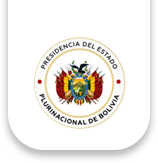 PRESIDENCIA DEL ESTADO
PLURINACIONAL DE BOLIVIA